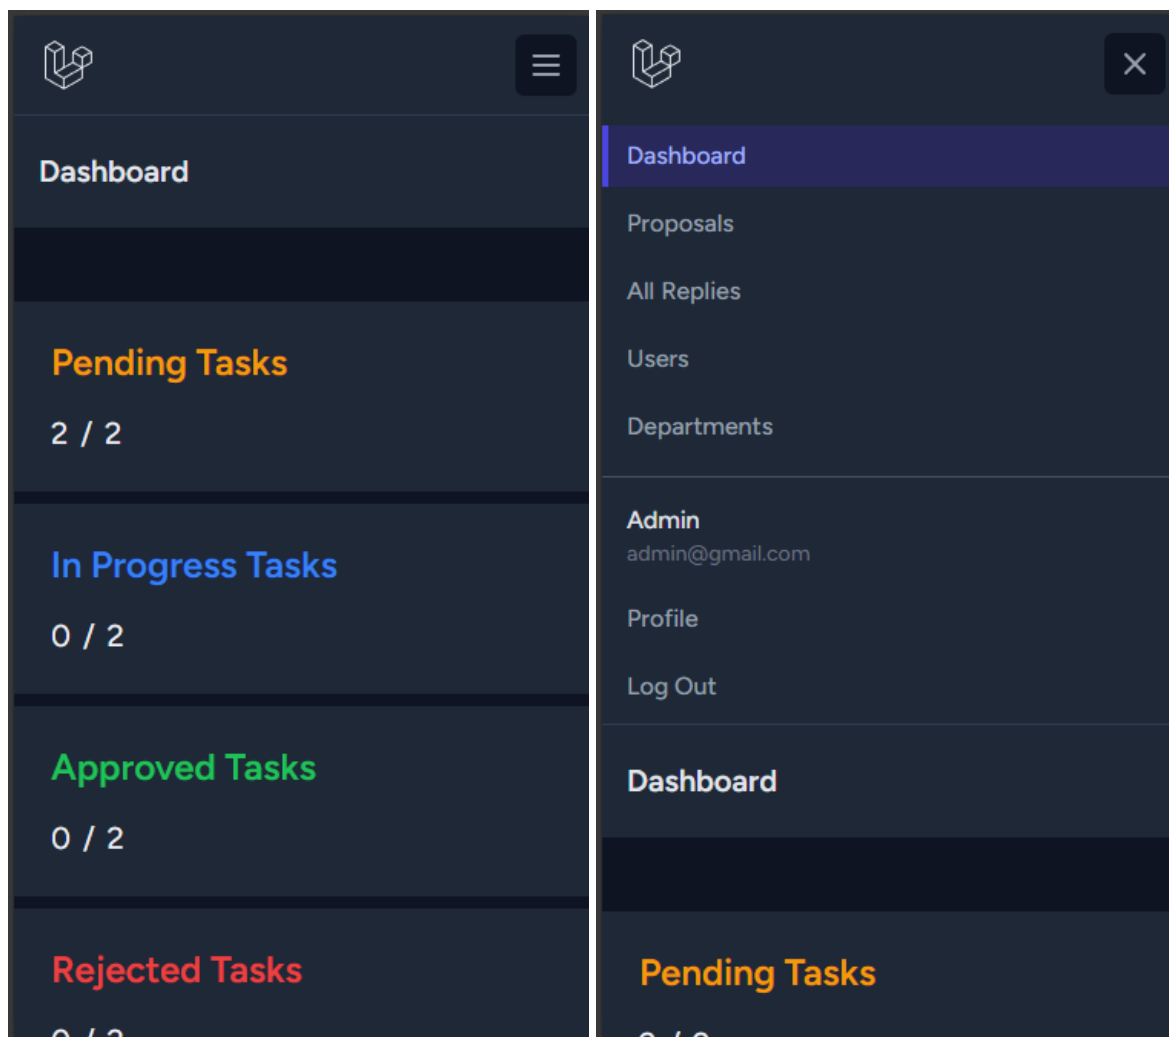 Dashboard
Pending Tasks
2 / 2
In Progress Tasks
0 / 2
Approved Tasks
0 / 2
Rejected Tasks
Dashboard
Proposals
All Replies
Users
Departments
Admin
admin@gmail.com
Profile
Log Out
Dashboard
Pending Tasks